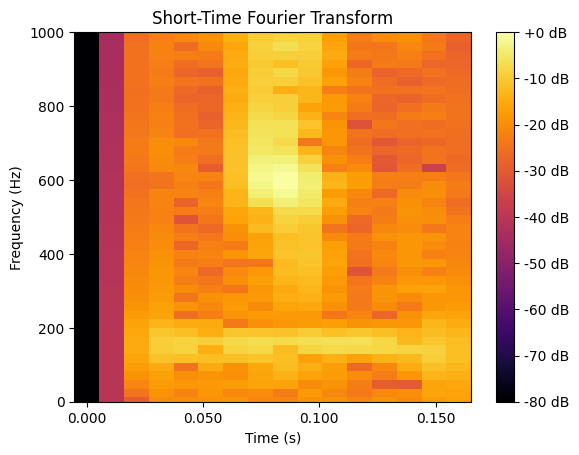 Short-Time Fourier Transform
1000
800
600
400
200
0
Frequency (Hz)
0.000
0.050
0.100
0.150
Time (s)
+0 dB
-10 dB
-20 dB
-30 dB
-40 dB
-50 dB
-60 dB
-70 dB
-80 dB